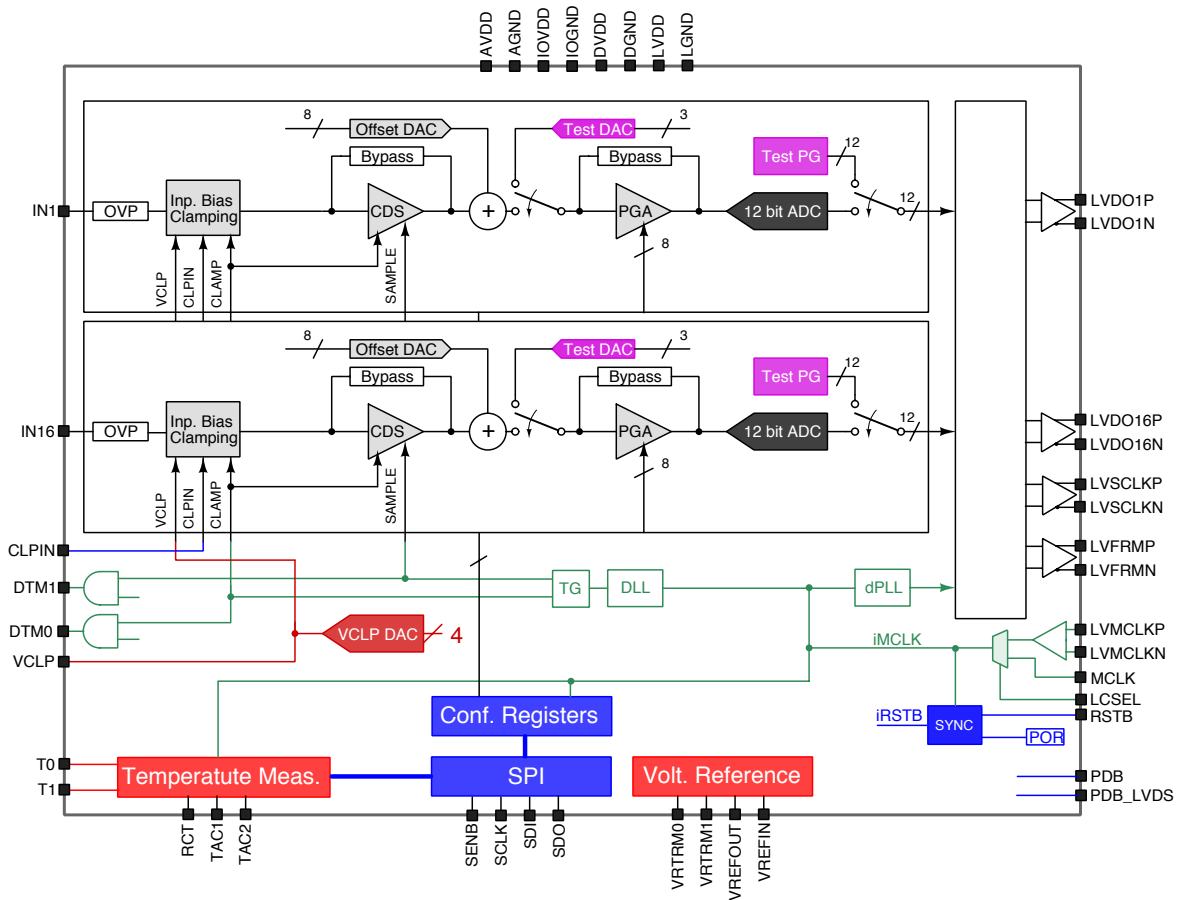 AVDD
AGND
IOVDD
IOGND
DVDD
DGND
LVDD
LGND
8
Offset DAC
Test DAC
3
Bypass
Bypass
Test PG
12
IN1
OVP
Inp. Bias
Clamping
CDS
+
PGA
12 bit ADC
12
LVDO1P
LVDO1N
8
VCLP
CLPIN
CLAMP
SAMPLE
8
Offset DAC
Test DAC
3
Bypass
Bypass
Test PG
12
IN16
OVP
Inp. Bias
Clamping
CDS
+
PGA
12 bit ADC
12
LVDO16P
LVDO16N
8
VCLP
CLPIN
CLAMP
SAMPLE
LVSCLKP
LVSCLKN
LVFRMP
LVFRMN
CLPIN
DTM1
TG
DLL
dPLL
DTM0
VCLP DAC
4
VCLP
iMCLK
LVMCLKP
LVMCLKN
MCLK
LCSEL
RSTB
iRSTB
SYNC
POR
Conf. Registers
T0
T1
Temperatute Meas.
SPI
Volt. Reference
PDB
PDB_LVDS
RCT
TAC1
TAC2
SENB
SCLK
SDI
SDO
VRTRM0
VRTRM1
VREFOUT
VREFIN